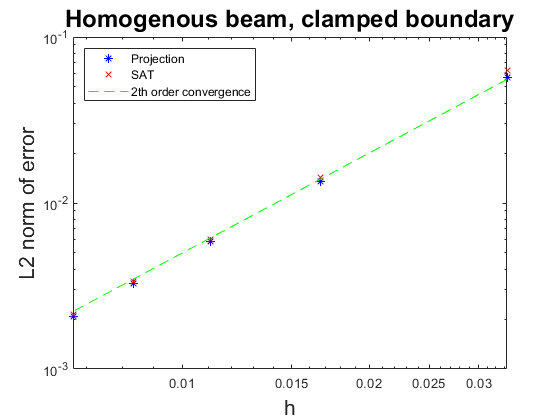 Homogenous beam, clamped boundary
10-1
Projection
SAT
2th order convergence
L2 norm of error
10-2
10-3
0.01
0.015
0.02
0.025
0.03
h